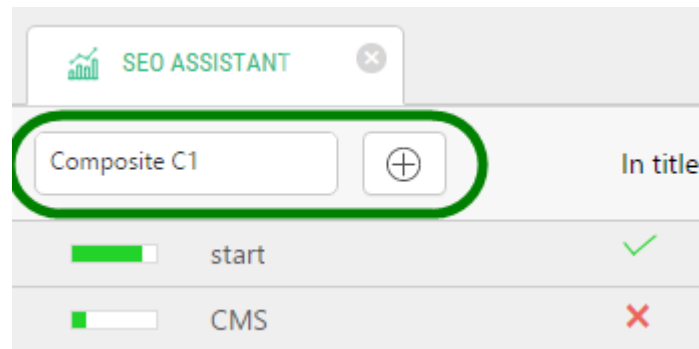 SEO ASSISTANT
Composite C1
In title
start
CMS